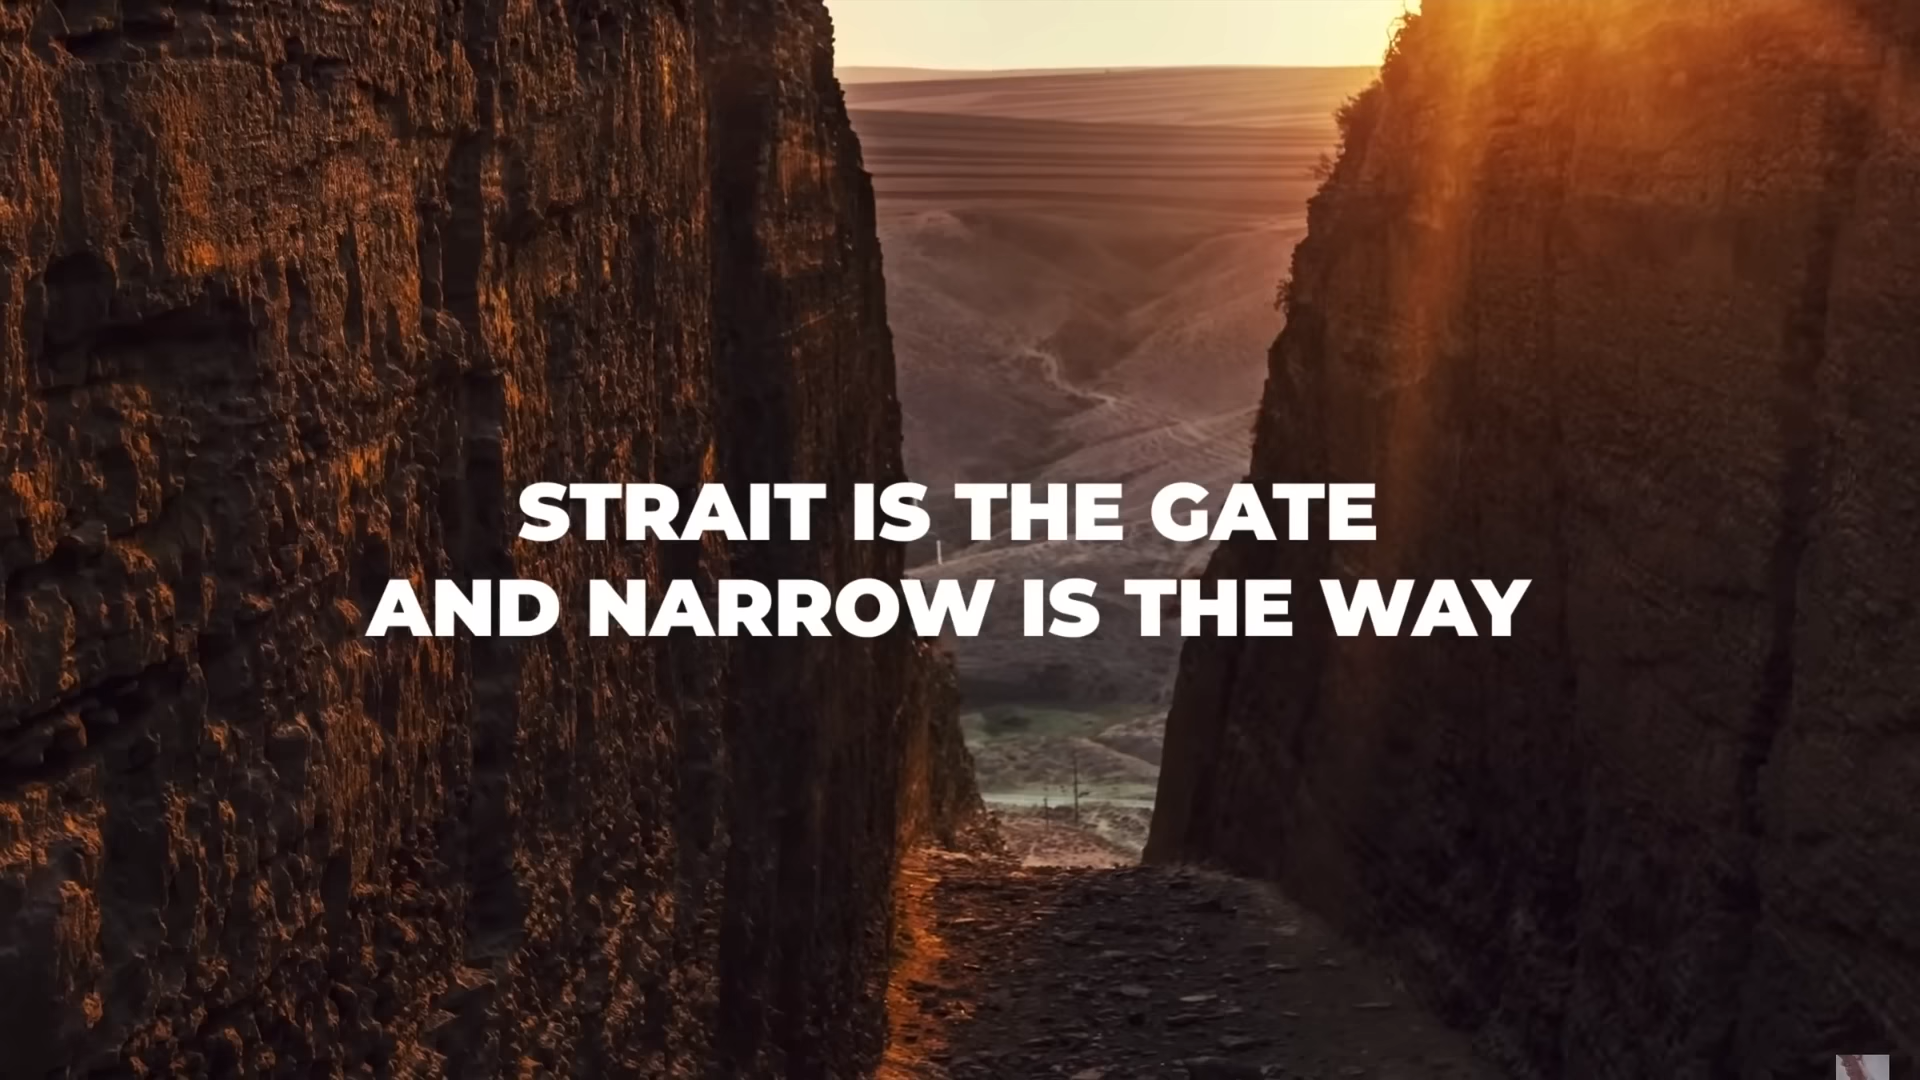 STRAIT IS THE GATE
AND NARROW IS THE WAY